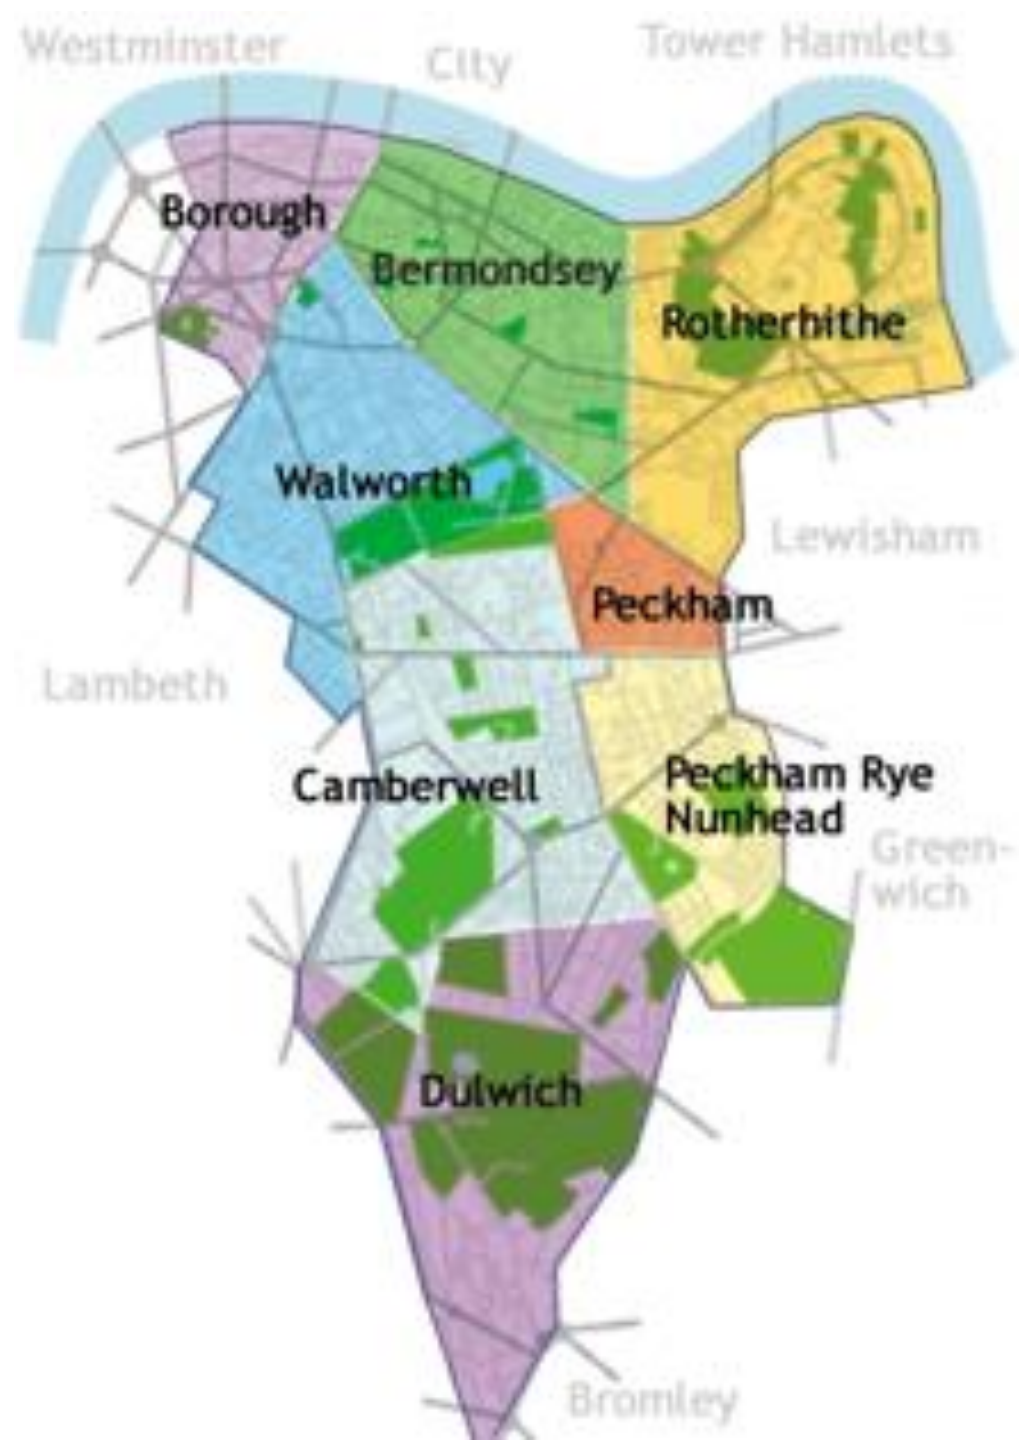 Westminster
City
Tower Hamlets
Borough
Bermondsey
Rotherhithe
Walworth
Lewisham
Peckham
Lambeth
Camberwell
Peckham Rye
Nunhead
Green-
wich
Dulwich
Bromley